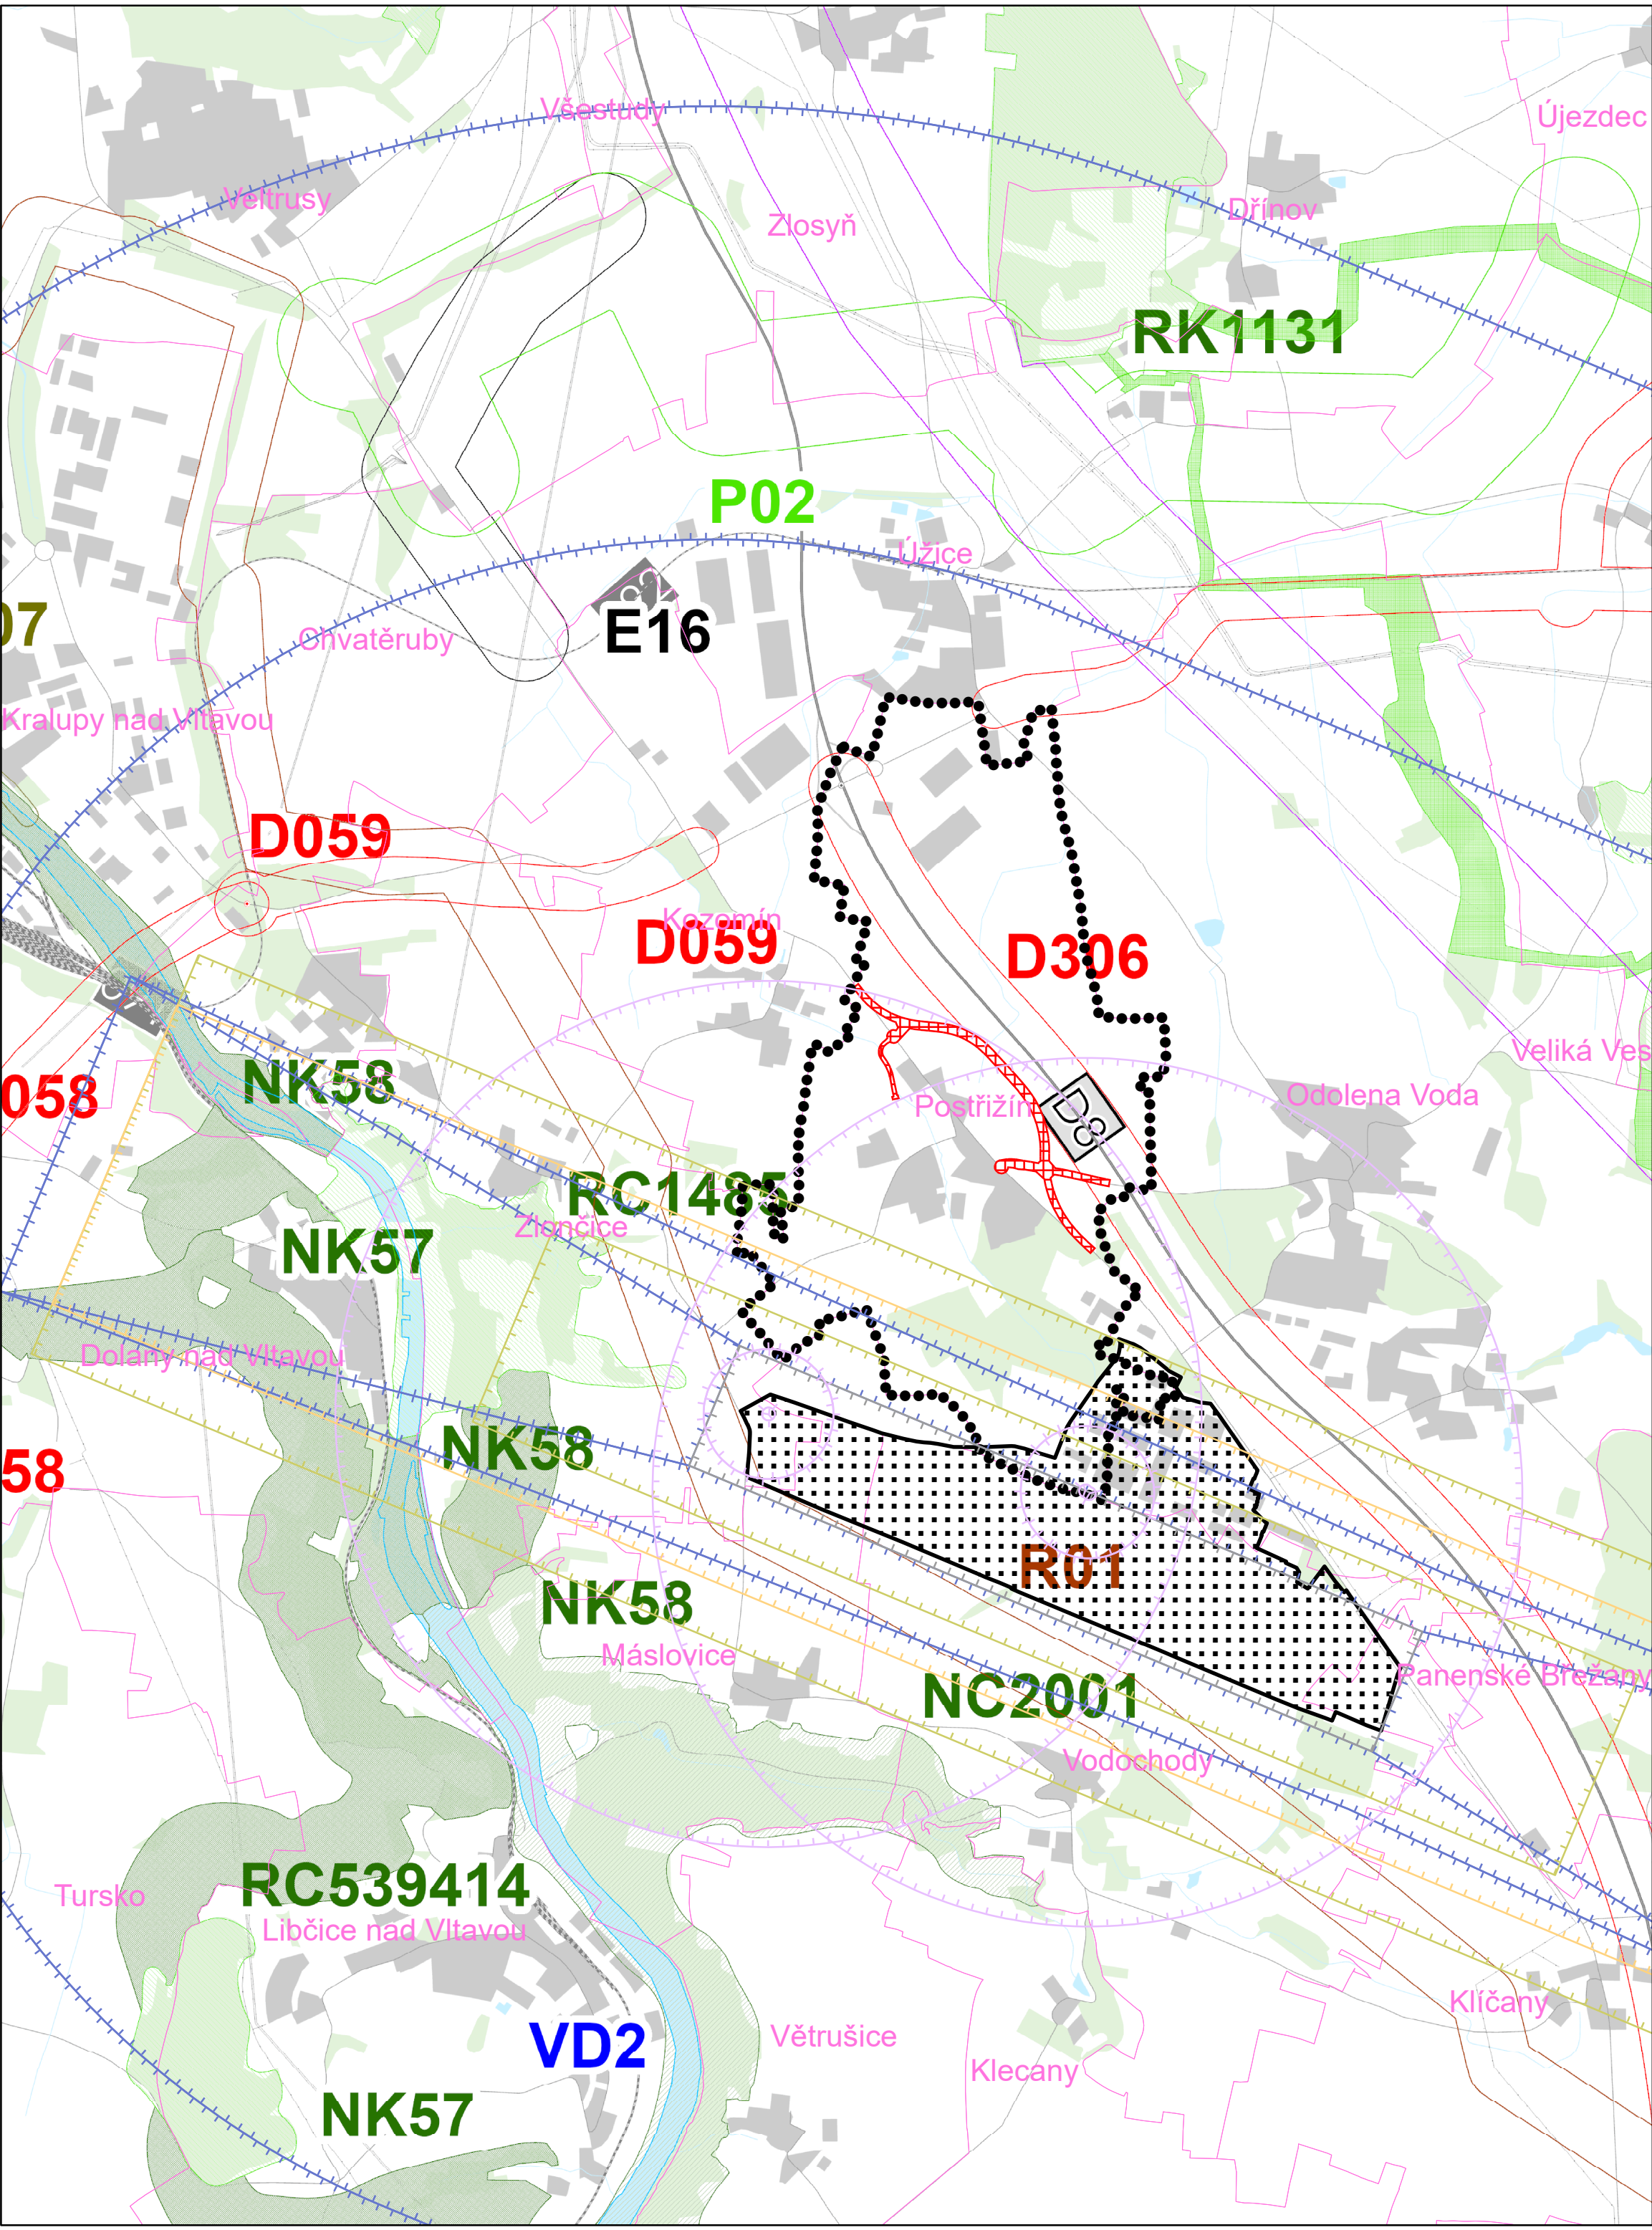 Všestudy
Újezdec
Veltrusy
Zlosyň
Dřínov
RK1131
P02
Úžice
07
E16
Chvatěruby
Kralupy nad Vltavou
D059
Kozomín
D059
D306
058
NK58
Postřižín
D8
Veliká Ves
Odolena Voda
RC1485
Zlončice
NK57
Dolany nad Vltavou
NK58
58
R01
NK58
Máslovice
NC2001
Panenské Břežany
Vodochody
RC539414
Tursko
Libčice nad Vltavou
Klíčany
VD2
Větrušice
Klecany
NK57